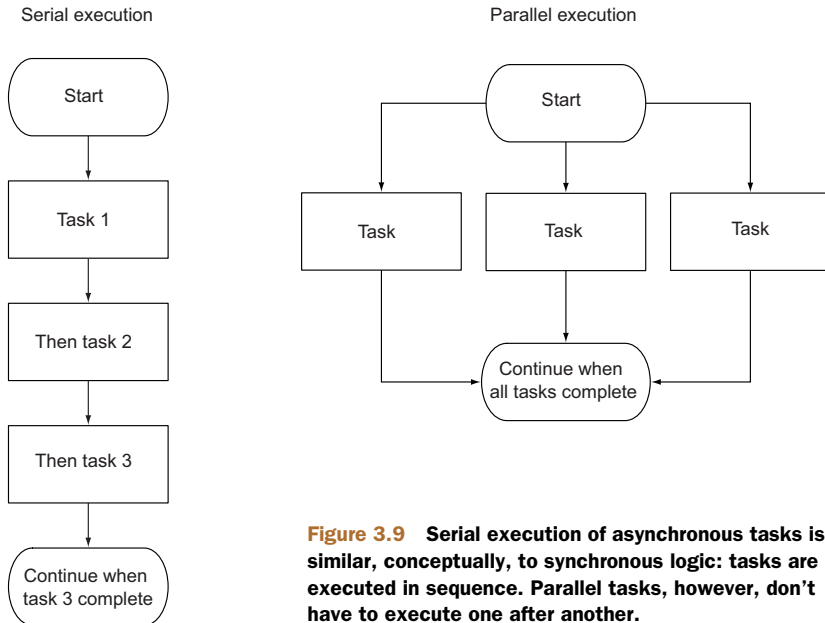 Serial execution
Start
Task 1
Then task 2
Then task 3
Continue when
task 3 complete
Parallel execution
Start
Task
Task
Task
Continue when
all tasks complete
Figure 3.9 Serial execution of asynchronous tasks is
similar, conceptually, to synchronous logic: tasks are
executed in sequence. Parallel tasks, however, don't
have to execute one after another.